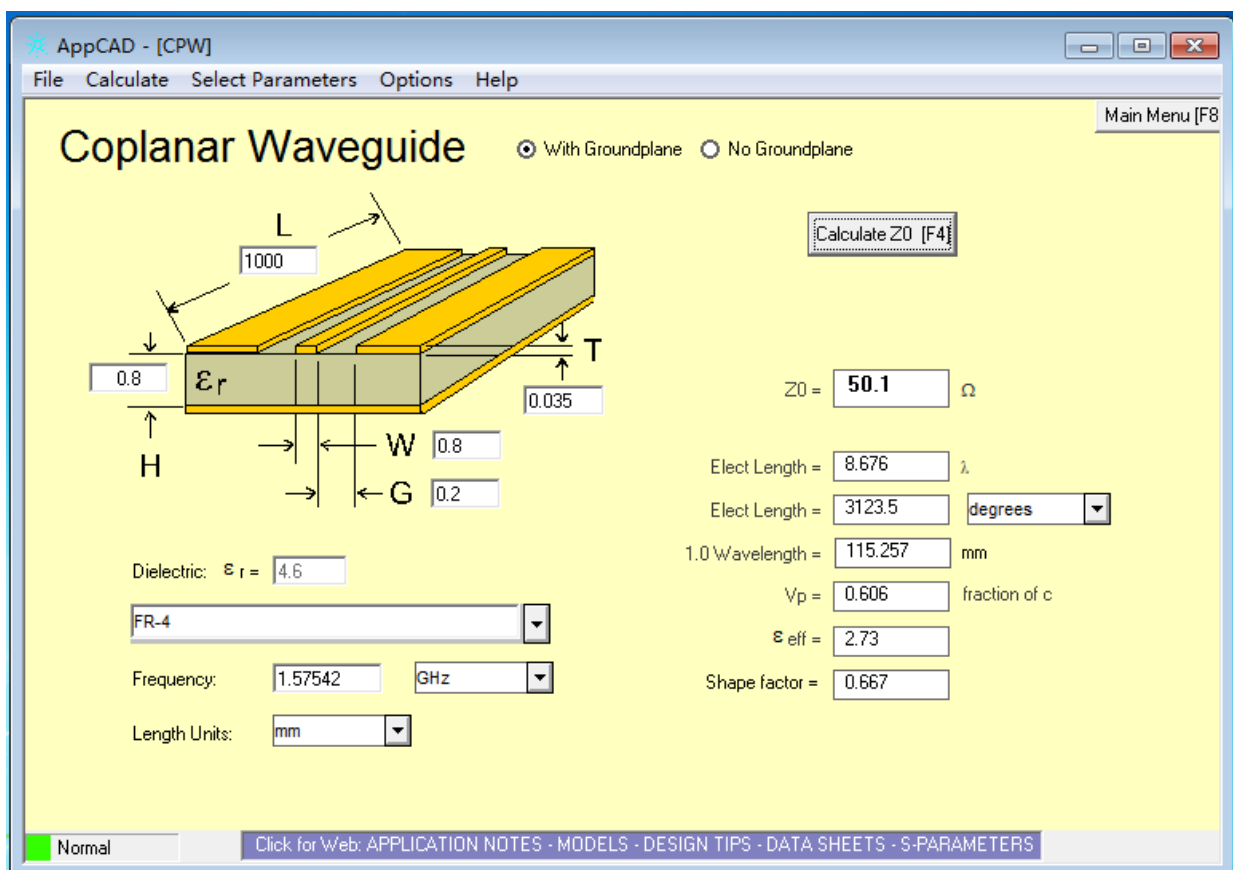 AppCAD - [CPW]
File Calculate Select Parameters Options Help
Main Menu [F8
Coplanar Waveguide
With Groundplane No Groundplane
L
1000
Calculate Z0 [F4]
0.8
εr
T
0.035
Z0 = 50.1 Ω
H
W 0.8
G 0.2
Elect Length = 8.676 λ
Elect Length = 3123.5 degrees
1.0 Wavelength = 115.257 mm
Dielectric: ε r = 4.6
Vp = 0.606 fraction of c
FR-4
ε eff = 2.73
Frequency: 1.57542 GHz
Shape factor = 0.667
Length Units: mm
Normal
Click for Web: APPLICATION NOTES - MODELS - DESIGN TIPS - DATA SHEETS - S-PARAMETERS